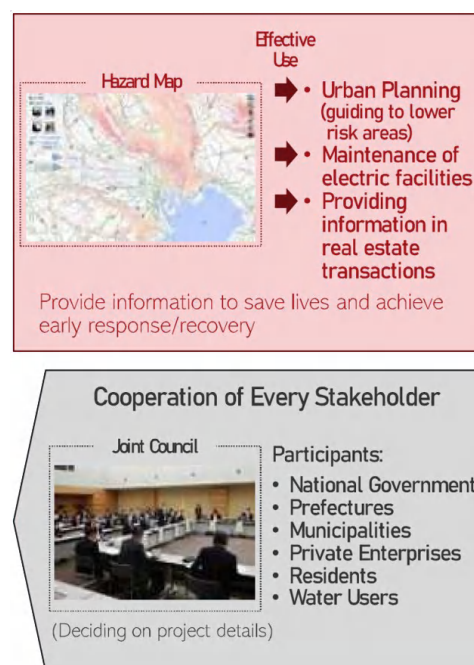 Effective
Use
Hazard Map
• Urban Planning
(guiding to lower
risk areas)
• Maintenance of
electric facilities
• Providing
information in
real estate
transactions
Provide information to save lives and achieve
early response/recovery
Cooperation of Every Stakeholder
Joint Council
Participants:
• National Government
• Prefectures
• Municipalities
• Private Enterprises
• Residents
• Water Users
(Deciding on project details)